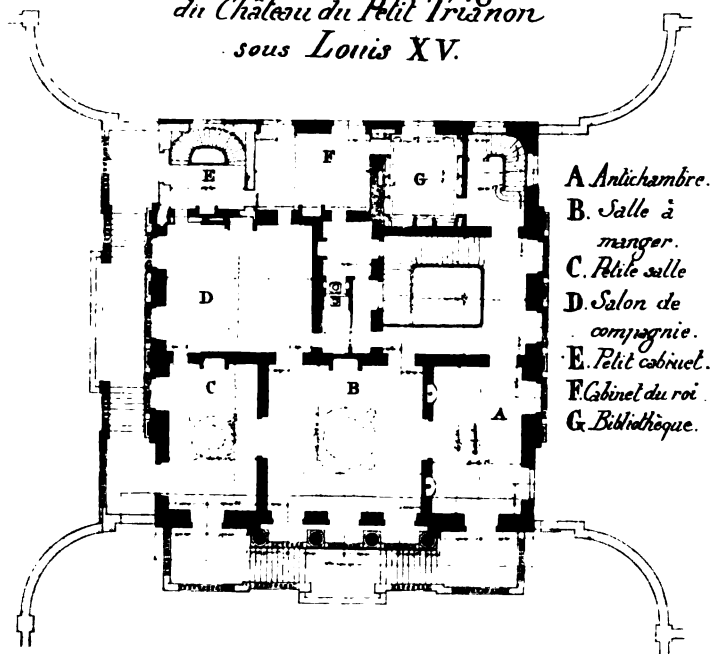 du Château du Petit Trianon
sous Louis XV.
A Antichambre.
B. Salle à
manger.
C. Petite salle
D. Salon de
compagnie.
E. Petit cabinet.
F. Cabinet du roi
G. Bibliothèque.
E
F
G
D
C
B
A